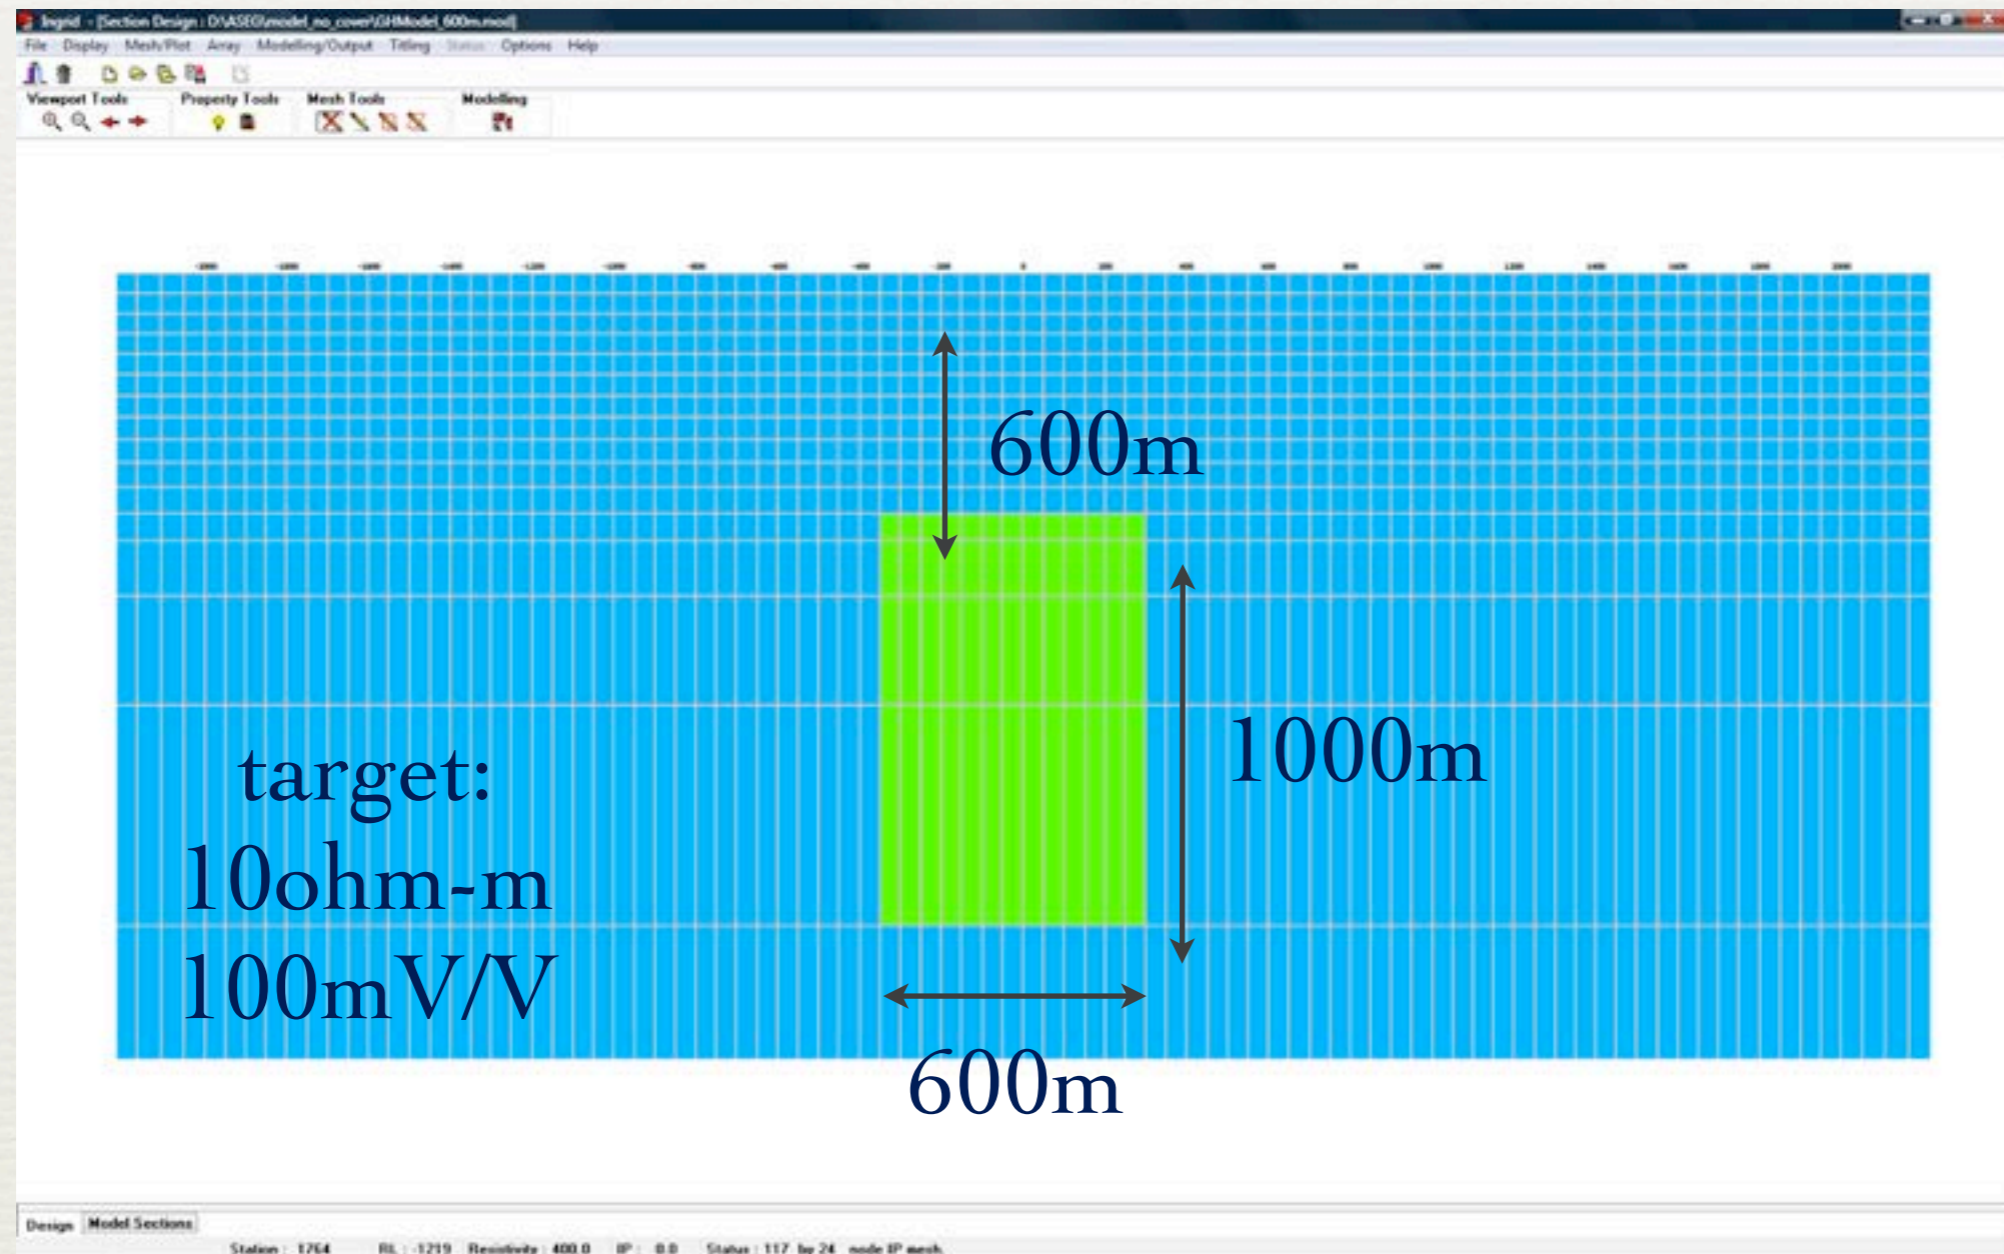 Ingrid - [Section Design : D:\ASEG\model_no_cover\GHModel_600m.mod]
File Display Mesh/Plot Array Modelling/Output Titling Status Options Help
Viewport Tools Property Tools Mesh Tools Modelling
600m
1000m
target:
10ohm-m
100mV/V
600m
Design Model Sections
Station : 1764 RL : -1219 Resistivity : 400.0 IP : 0.0 Status : 117 by 24 node IP mesh.